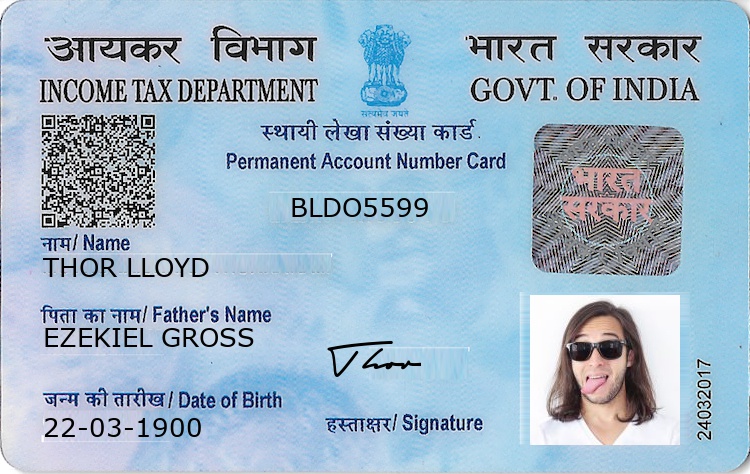 आयकर विभाग
INCOME TAX DEPARTMENT
सत्यमेव जयते
भारत सरकार
GOVT. OF INDIA
स्थायी लेखा संख्या कार्ड
Permanent Account Number Card
BLDO5599
भारत
सरकार
नाम/ Name
THOR LLOYD
पिता का नाम/ Father's Name
EZEKIEL GROSS
Thor
जन्म की तारीख / Date of Birth
22-03-1900
हस्ताक्षर/ Signature
24032017